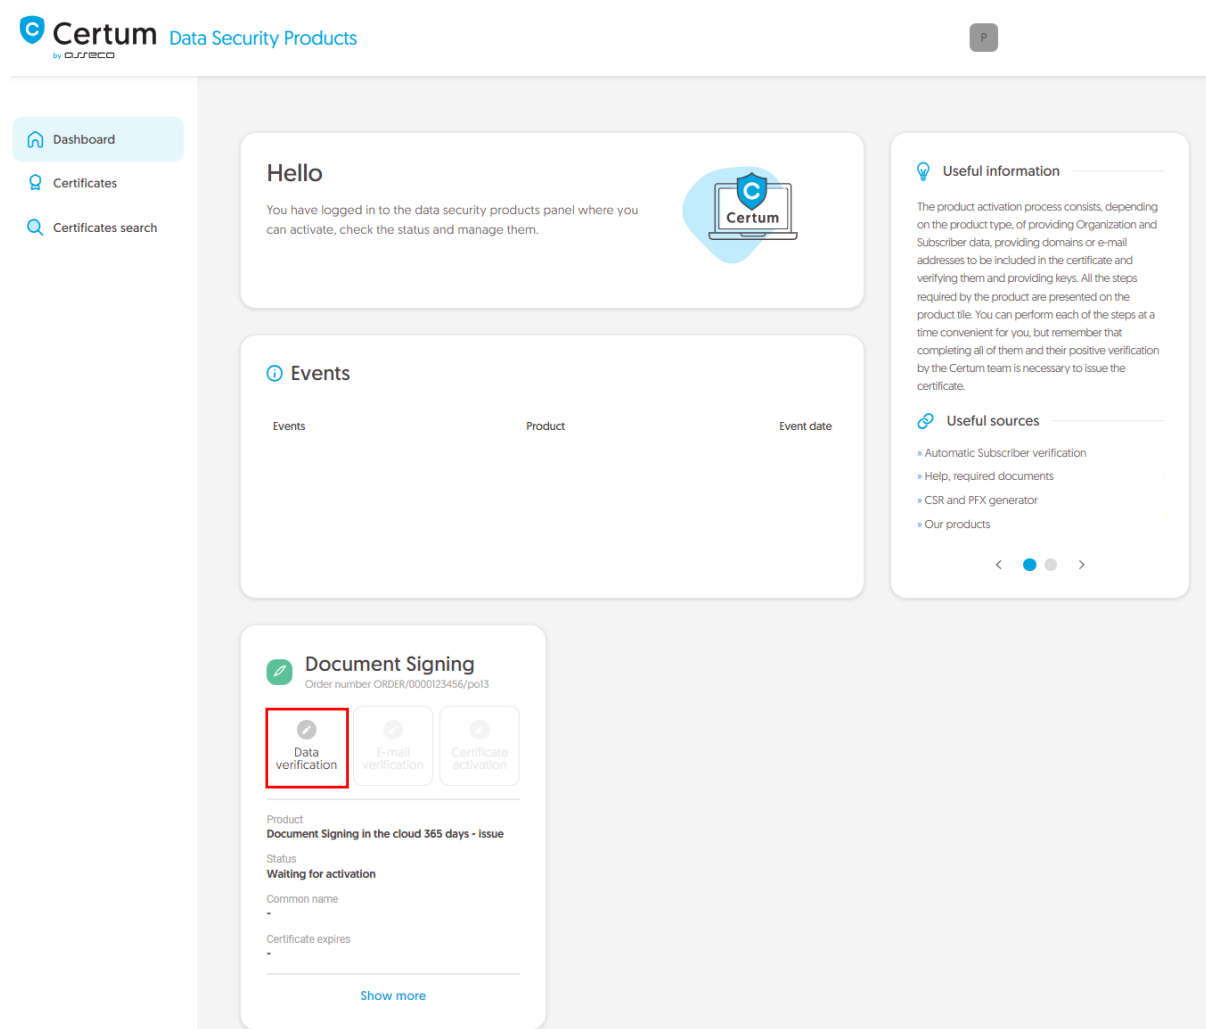 Certum Data Security Products
by asseco
P
Dashboard
Certificates
Certificates search
Hello
You have logged in to the data security products panel where you
can activate, check the status and manage them.
Certum
Events
Events Product Event date
Useful information
The product activation process consists, depending
on the product type, of providing Organization and
Subscriber data, providing domains or e-mail
addresses to be included in the certificate and
verifying them and providing keys. All the steps
required by the product are presented on the
product tile. You can perform each of the steps at a
time convenient for you, but remember that
completing all of them and their positive verification
by the Certum team is necessary to issue the
certificate.
Useful sources
» Automatic Subscriber verification
» Help, required documents
» CSR and PFX generator
» Our products
Document Signing
Order number ORDER/0000123456/po13
Data
verification
E-mail
verification
Certificate
activation
Product
Document Signing in the cloud 365 days - issue
Status
Waiting for activation
Common name
-
Certificate expires
-
Show more